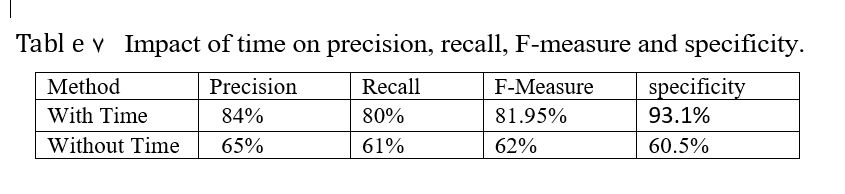 Tabl e ٧ Impact of time on precision, recall, F-measure and specificity.
Method Precision Recall F-Measure specificity
With Time 84% 80% 81.95% 93.1%
Without Time 65% 61% 62% 60.5%